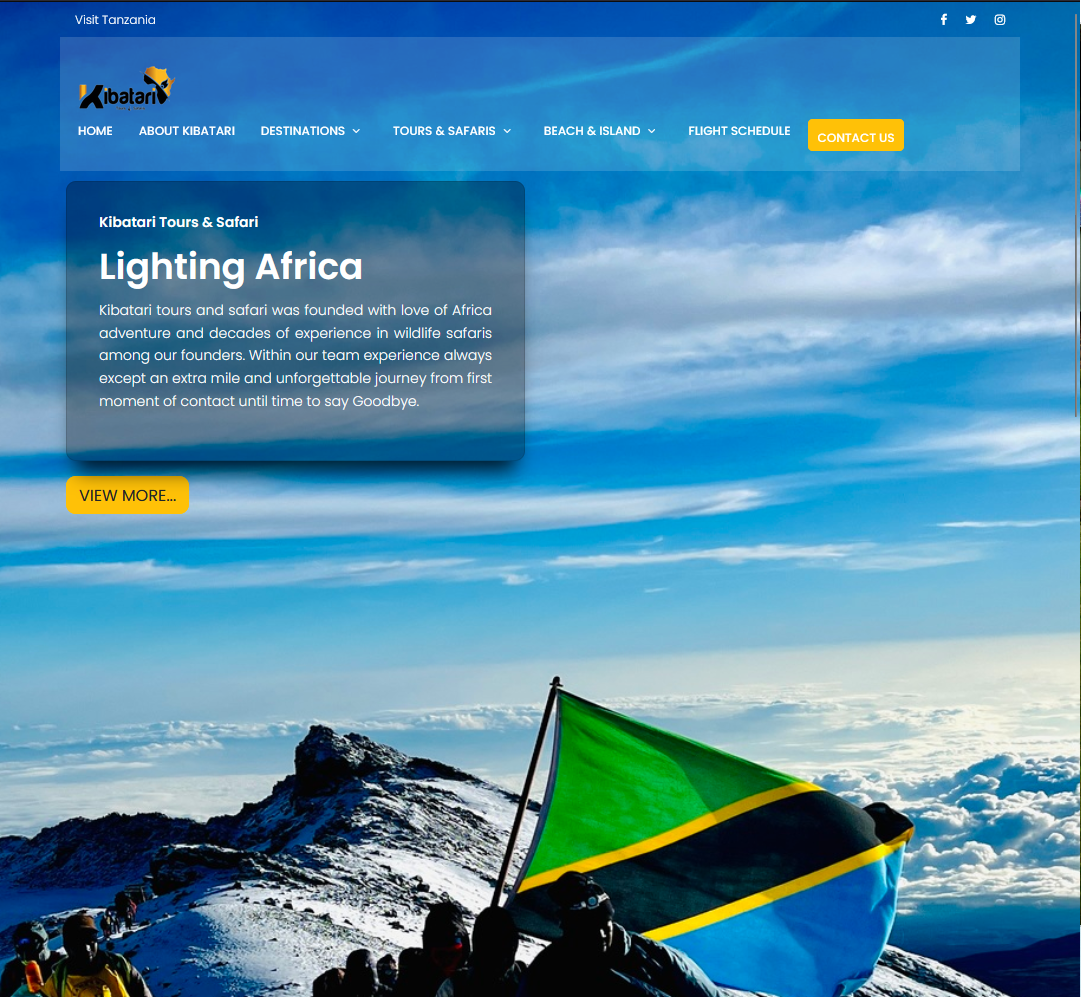 Visit Tanzania
Kibatari
HOME ABOUT KIBATARI DESTINATIONS TOURS & SAFARIS BEACH & ISLAND FLIGHT SCHEDULE CONTACT US
Kibatari Tours & Safari
Lighting Africa
Kibatari tours and safari was founded with love of Africa
adventure and decades of experience in wildlife safaris
among our founders. Within our team experience always
except an extra mile and unforgettable journey from first
moment of contact until time to say Goodbye.
VIEW MORE...